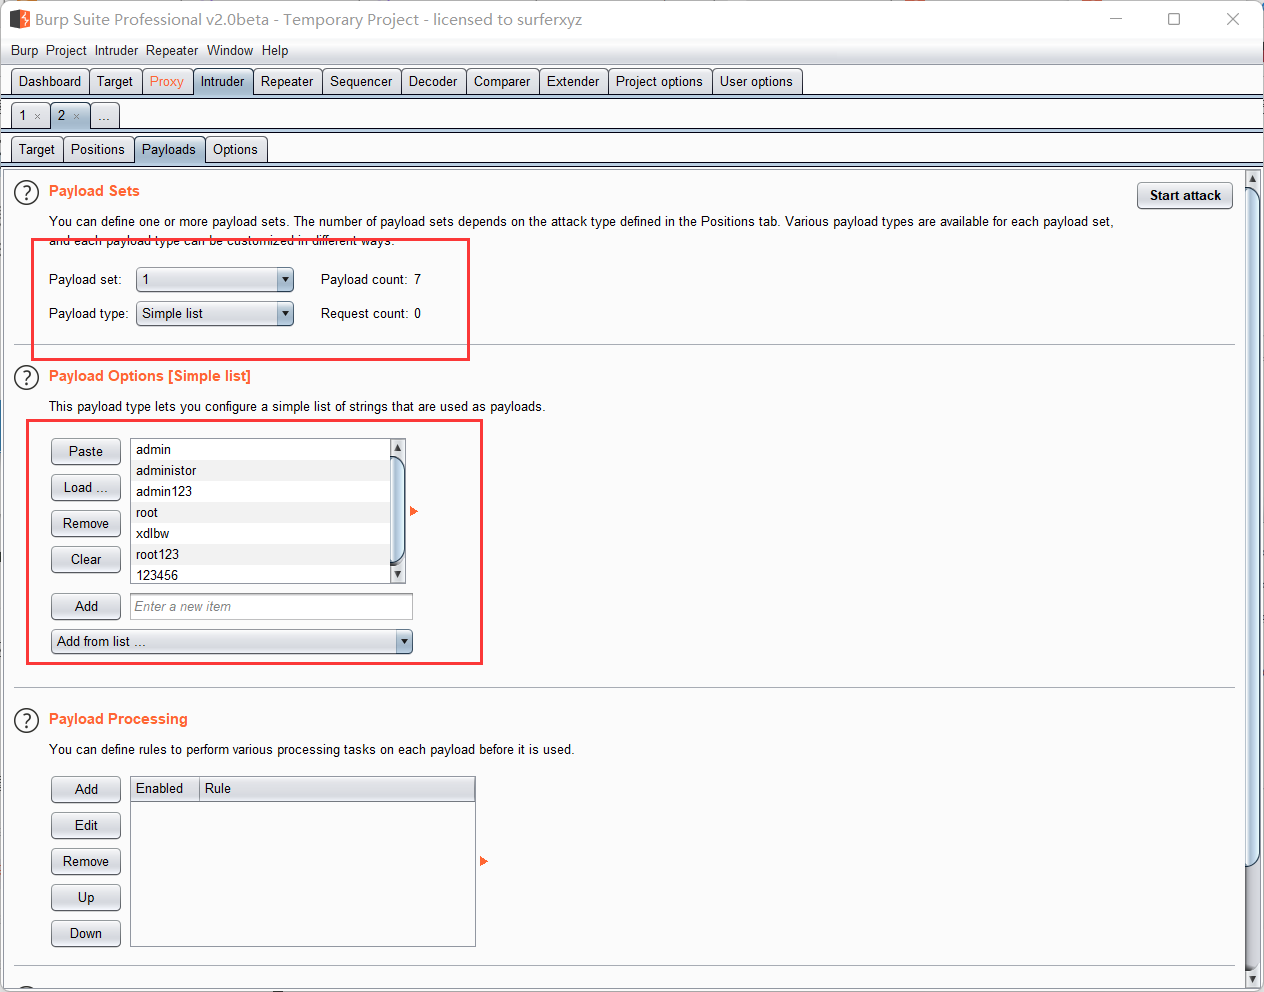 Burp Suite Professional v2.0beta - Temporary Project - licensed to surferxyz
Burp Project Intruder Repeater Window Help
Dashboard Target Proxy Intruder Repeater Sequencer Decoder Comparer Extender Project options User options
1 × 2 × ...
Target Positions Payloads Options
? Payload Sets
Start attack
You can define one or more payload sets. The number of payload sets depends on the attack type defined in the Positions tab. Various payload types are available for each payload set,
and each payload type can be customized in different ways.
Payload set: 1 Payload count: 7
Payload type: Simple list Request count: 0
? Payload Options [Simple list]
This payload type lets you configure a simple list of strings that are used as payloads.
Paste
Load ...
Remove
Clear
admin
administor
admin123
root
xdlbw
root123
123456
Add Enter a new item
Add from list ...
? Payload Processing
You can define rules to perform various processing tasks on each payload before it is used.
Add
Edit
Remove
Up
Down
Enabled Rule